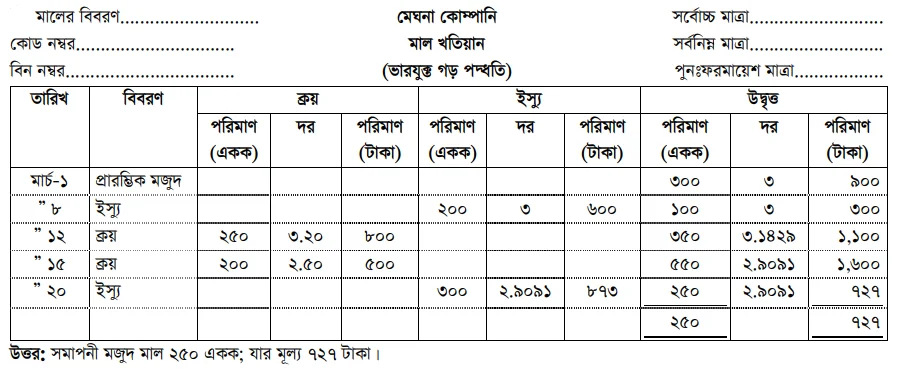 মালের বিবরণ............................ মেঘনা কোম্পানি সর্বোচ্চ মাত্রা...........................
কোড নম্বর................................ মাল খতিয়ান সর্বনিম্ন মাত্রা...........................
বিন নম্বর.................................. (ভারযুক্ত গড় পদ্ধতি) পুনঃফরমায়েশ মাত্রা..................
তারিখ বিবরণ ক্রয় ইস্যু উদ্বৃত্ত
পরিমাণ দর পরিমাণ পরিমাণ দর পরিমাণ পরিমাণ দর পরিমাণ
(একক) (টাকা) (একক) (টাকা) (একক) (টাকা)
মার্চ-১ প্রারম্ভিক মজুদ ৩০০ ৩ ৯০০
” ৮ ইস্যু ২০০ ৩ ৬০০ ১০০ ৩ ৩০০
” ১২ ক্রয় ২৫০ ৩.২০ ৮০০ ৩৫০ ৩.১৪২৯ ১,১০০
” ১৫ ক্রয় ২০০ ২.৫০ ৫০০ ৫৫০ ২.৯০৯১ ১,৬০০
” ২০ ইস্যু ৩০০ ২.৯০৯১ ৮৭৩ ২৫০ ২.৯০৯১ ৭২৭
২৫০ ৭২৭
উত্তর: সমাপনী মজুদ মাল ২৫০ একক; যার মূল্য ৭২৭ টাকা।